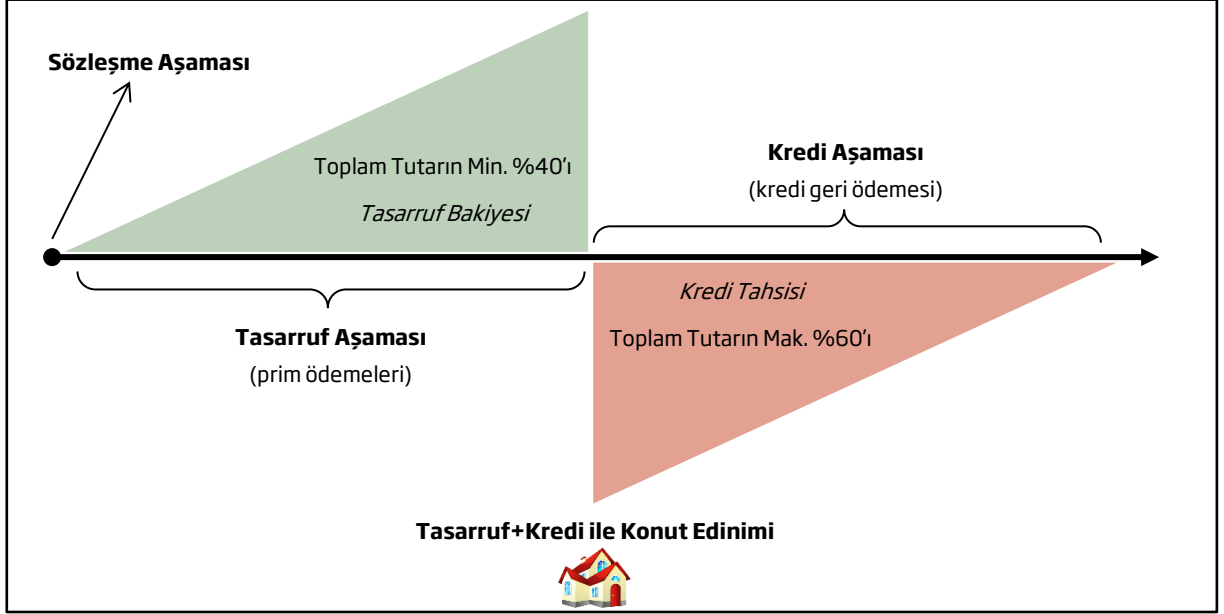 Sözleşme Aşaması
Toplam Tutarın Min. %40'ı
Tasarruf Bakiyesi
Kredi Aşaması
(kredi geri ödemesi)
Tasarruf Aşaması
(prim ödemeleri)
Kredi Tahsisi
Toplam Tutarın Mak. %60'ı
Tasarruf+Kredi ile Konut Edinimi